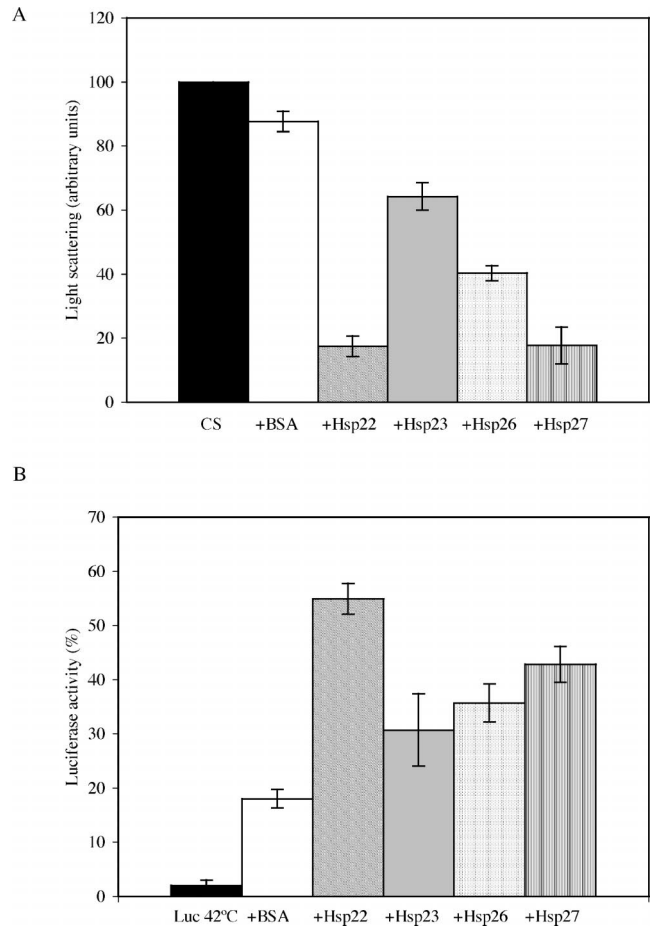 A
Light scattering (arbitrary units)
120
100
80
60
40
20
0
CS +BSA +Hsp22 +Hsp23 +Hsp26 +Hsp27
B
Luciferase activity (%)
70
60
50
40
30
20
10
0
Luc 42ºC +BSA +Hsp22 +Hsp23 +Hsp26 +Hsp27